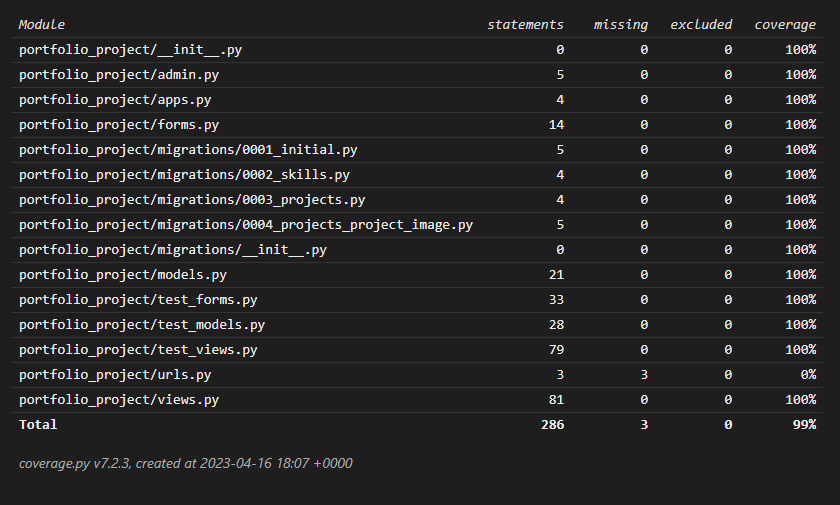 Module statements missing excluded coverage
portfolio_project/__init__.py 0 0 0 100%
portfolio_project/admin.py 5 0 0 100%
portfolio_project/apps.py 4 0 0 100%
portfolio_project/forms.py 14 0 0 100%
portfolio_project/migrations/0001_initial.py 5 0 0 100%
portfolio_project/migrations/0002_skills.py 4 0 0 100%
portfolio_project/migrations/0003_projects.py 4 0 0 100%
portfolio_project/migrations/0004_projects_project_image.py 5 0 0 100%
portfolio_project/migrations/__init__.py 0 0 0 100%
portfolio_project/models.py 21 0 0 100%
portfolio_project/test_forms.py 33 0 0 100%
portfolio_project/test_models.py 28 0 0 100%
portfolio_project/test_views.py 79 0 0 100%
portfolio_project/urls.py 3 3 0 0%
portfolio_project/views.py 81 0 0 100%
Total 286 3 0 99%
coverage.py v7.2.3, created at 2023-04-16 18:07 +0000